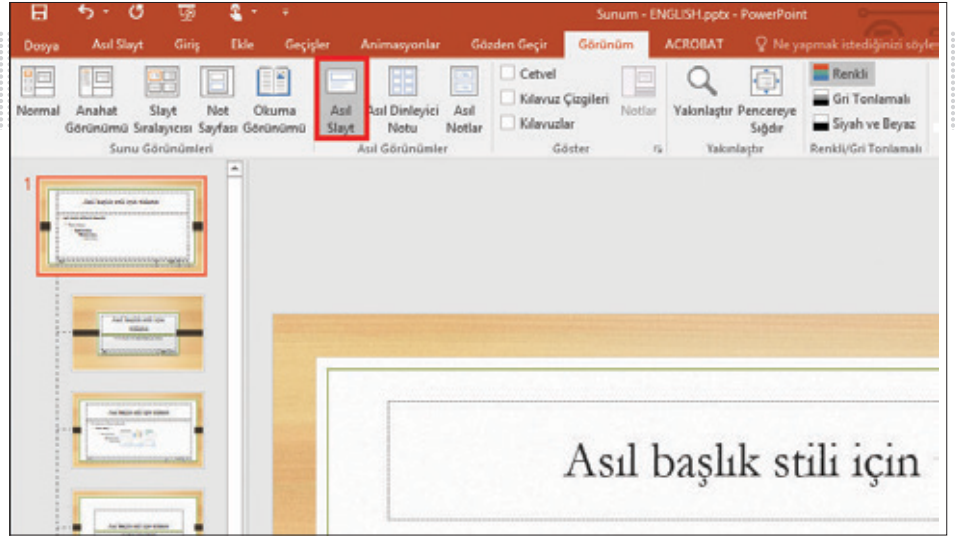 Sunum - ENGLISH.pptx - PowerPoint
Dosya Asıl Slayt Giriş Ekle Geçişler Animasyonlar Gözden Geçir Görünüm ACROBAT Ne yapmak istediğinizi söyle
Normal Anahat Görünümü Slayt Sıralayıcısı Not Sayfası Okuma Görünümü
Sunu Görünümleri
Asıl Slayt Asıl Dinleyici Notu Asıl Notlar
Asıl Görünümler
Cetvel
Kılavuz Çizgileri
Kılavuzlar
Notlar
Göster
Yakınlaştır Pencereye Sığdır
Yakınlaştır
Renkli
Gri Tonlamalı
Siyah ve Beyaz
Renkli/Gri Tonlamalı
1
Asıl başlık stili için